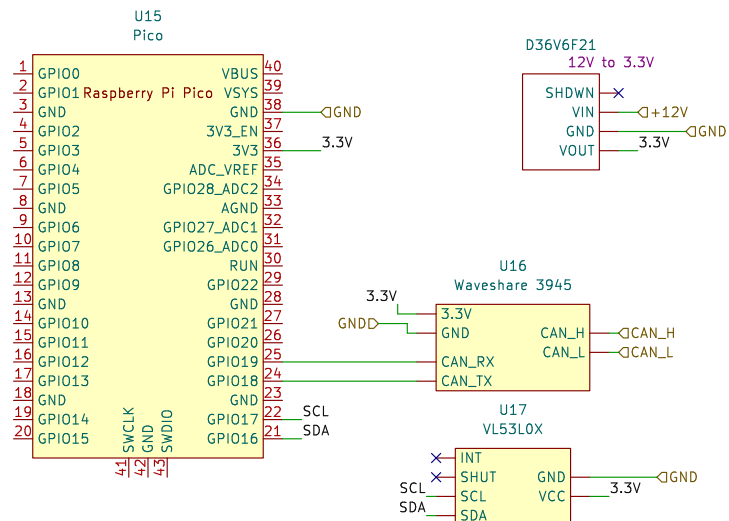 U15
Pico
1 GPIO0 VBUS 40
2 GPIO1 Raspberry Pi Pico VSYS 39
3 GND GND 38 GND
4 GPIO2 3V3_EN 37
5 GPIO3 3V3 36 3.3V
6 GPIO4 ADC_VREF 35
7 GPIO5 GPIO28_ADC2 34
8 GND AGND 33
9 GPIO6 GPIO27_ADC1 32
10 GPIO7 GPIO26_ADC0 31
11 GPIO8 RUN 30
12 GPIO9 GPIO22 29
13 GND GND 28
14 GPIO10 GPIO21 27
15 GPIO11 GPIO20 26
16 GPIO12 GPIO19 25
17 GPIO13 GPIO18 24
18 GND GND 23
19 GPIO14 GPIO17 22 SCL
20 GPIO15 GPIO16 21 SDA
SWCLK GND SWDIO
41 42 43
D36V6F21
12V to 3.3V
SHDWN
VIN +12V
GND GND
VOUT 3.3V
U16
Waveshare 3945
3.3V 3.3V
GND GND CAN_H CAN_H
CAN_L CAN_L
CAN_RX
CAN_TX
U17
VL53L0X
INT
SHUT GND GND
SCL SCL VCC 3.3V
SDA SDA